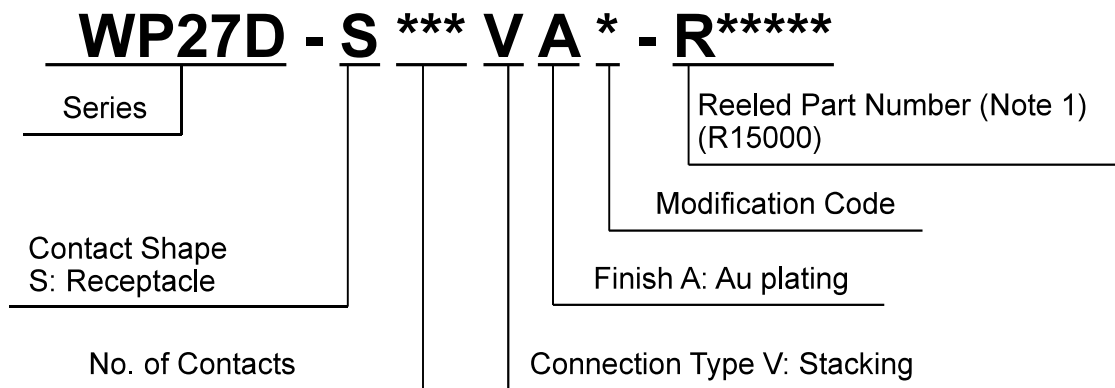 WP27D - S *** V A * - R*****
Series
Reeled Part Number (Note 1)
(R15000)
Modification Code
Contact Shape
S: Receptacle
Finish A: Au plating
No. of Contacts
Connection Type V: Stacking